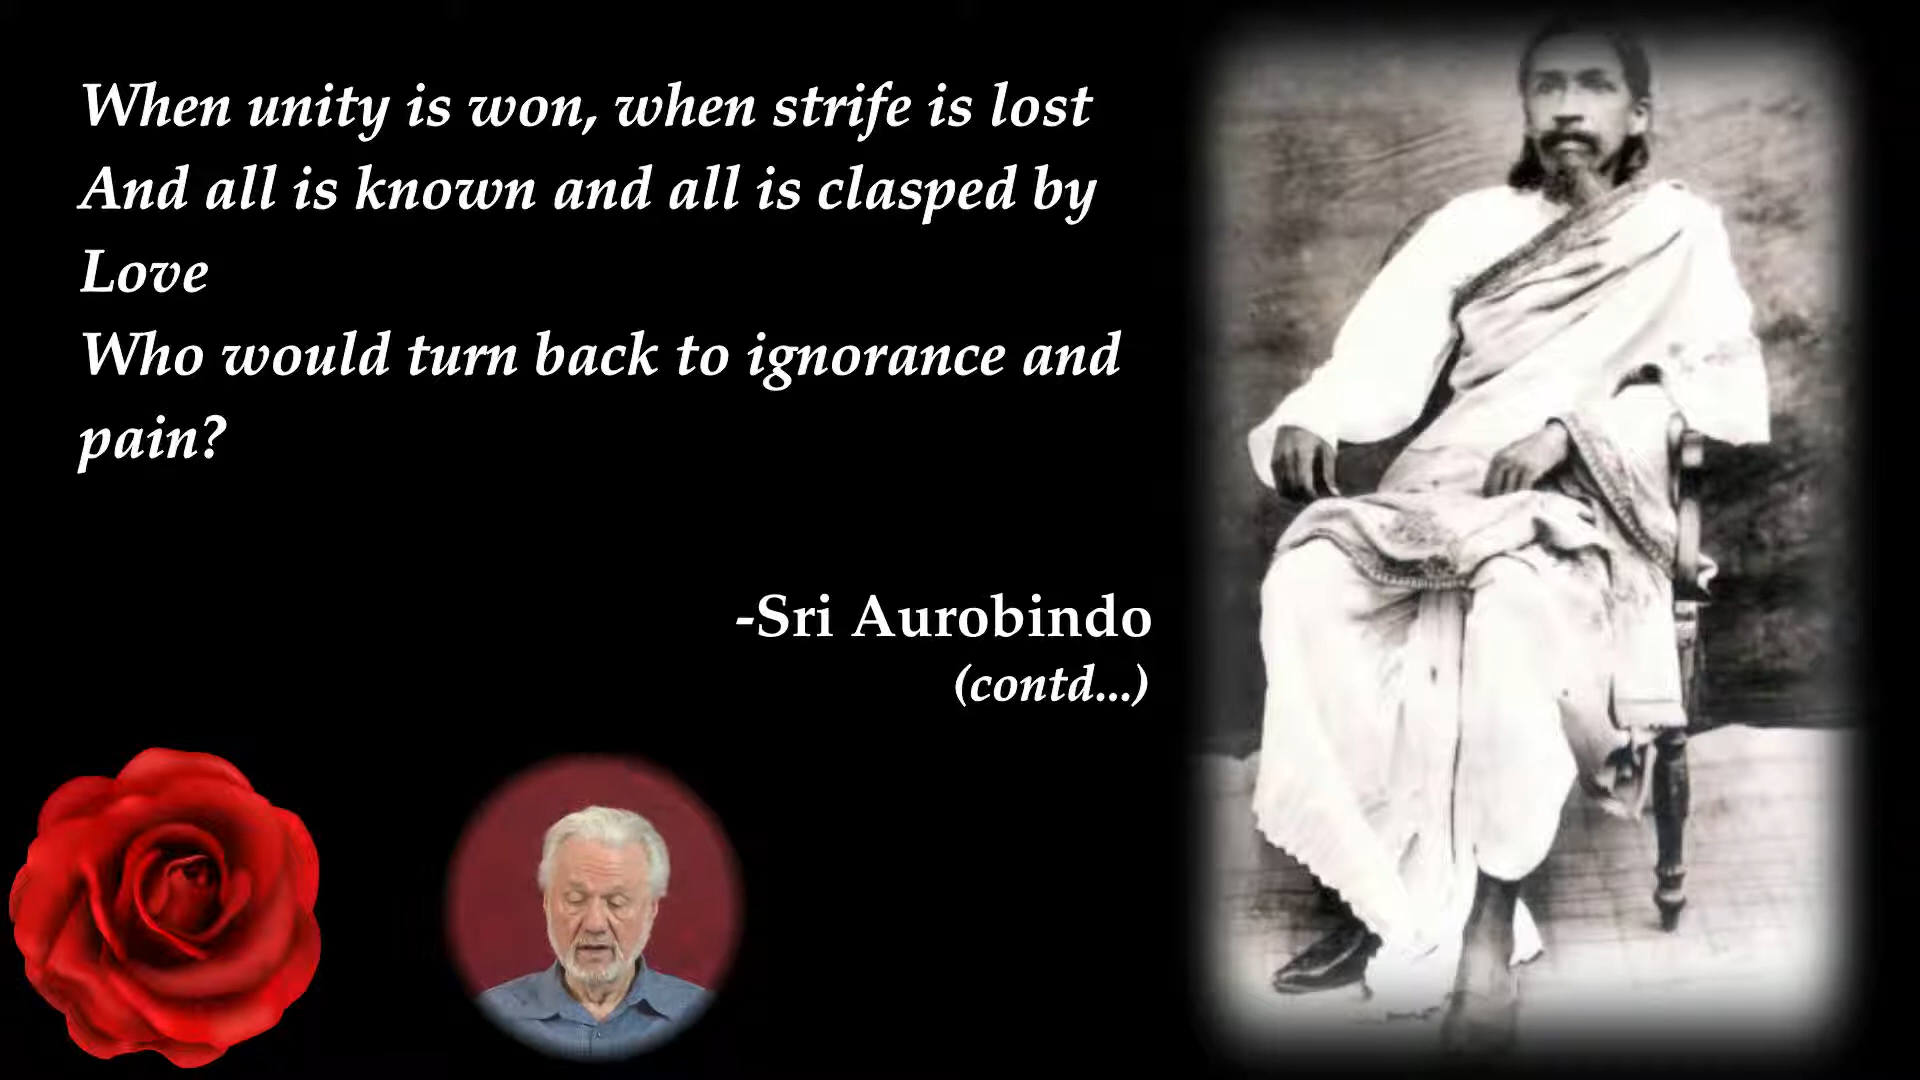 When unity is won, when strife is lost
And all is known and all is clasped by
Love
Who would turn back to ignorance and
pain?
-Sri Aurobindo
(contd...)